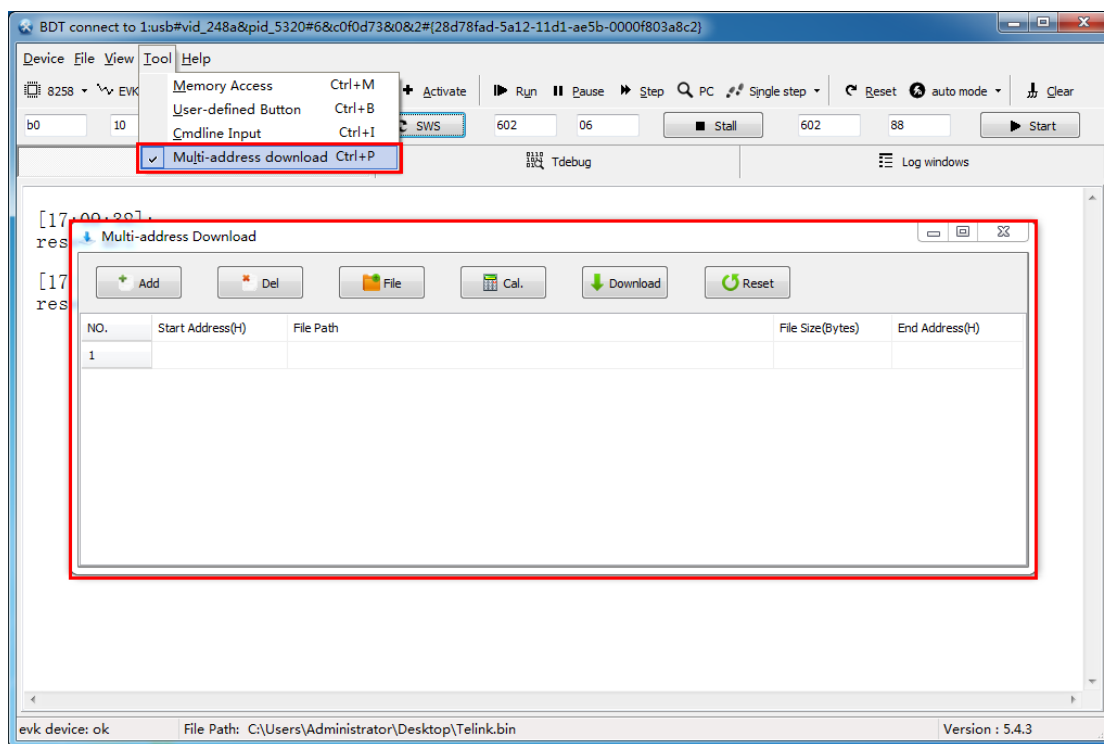 BDT connect to 1:usb#vid_248a&pid_5320#6&c0f0d73&0&2#{28d78fad-5a12-11d1-ae5b-0000f803a8c2}
Device File View Tool Help
8258 EVK Activate Run Pause Step PC Single step Reset auto mode Clear
Memory Access Ctrl+M
User-defined Button Ctrl+B
Cmdline Input Ctrl+I
Multi-address download Ctrl+P
b0 10 SWS 602 06 Stall 602 88 Start
Tdebug Log windows
[17:09:38]:
res
[17
res
Multi-address Download
Add Del File Cal. Download Reset
NO. Start Address(H) File Path File Size(Bytes) End Address(H)
1
evk device: ok File Path: C:\Users\Administrator\Desktop\Telink.bin Version : 5.4.3